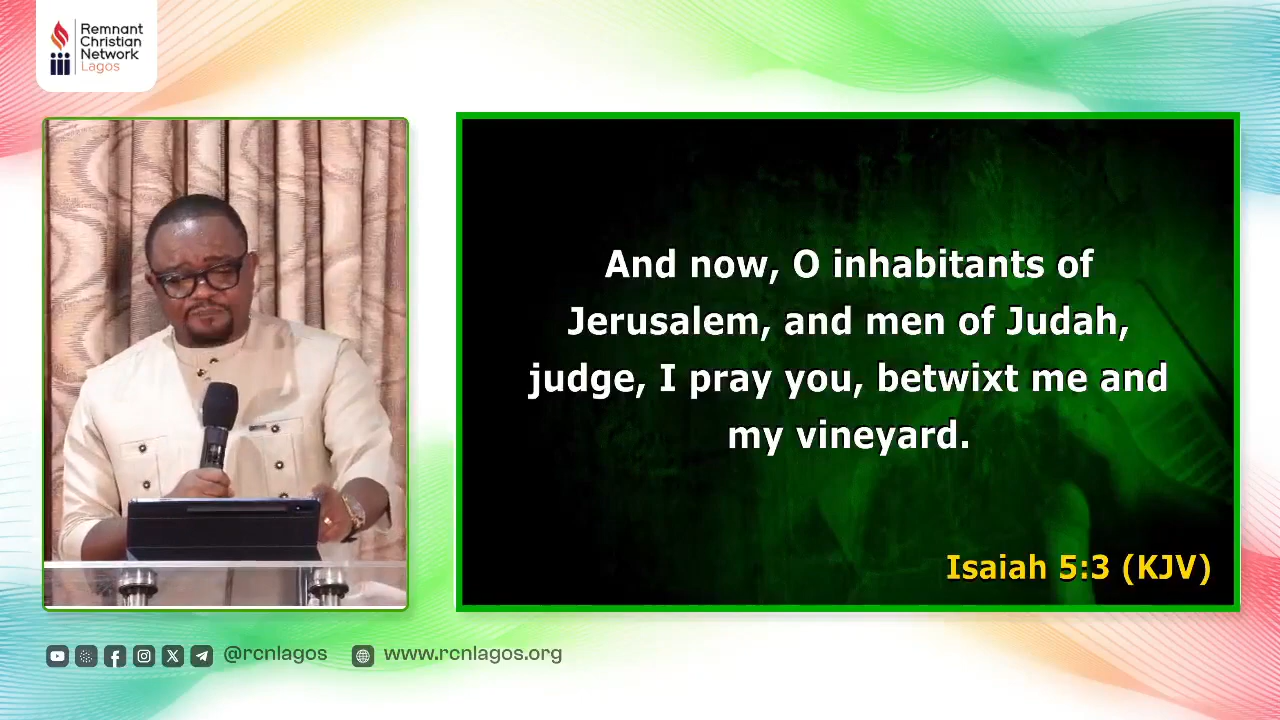 Remnant
Christian
Network
Lagos
And now, O inhabitants of
Jerusalem, and men of Judah,
judge, I pray you, betwixt me and
my vineyard.
Isaiah 5:3 (KJV)
@rcnlagos
www.rcnlagos.org